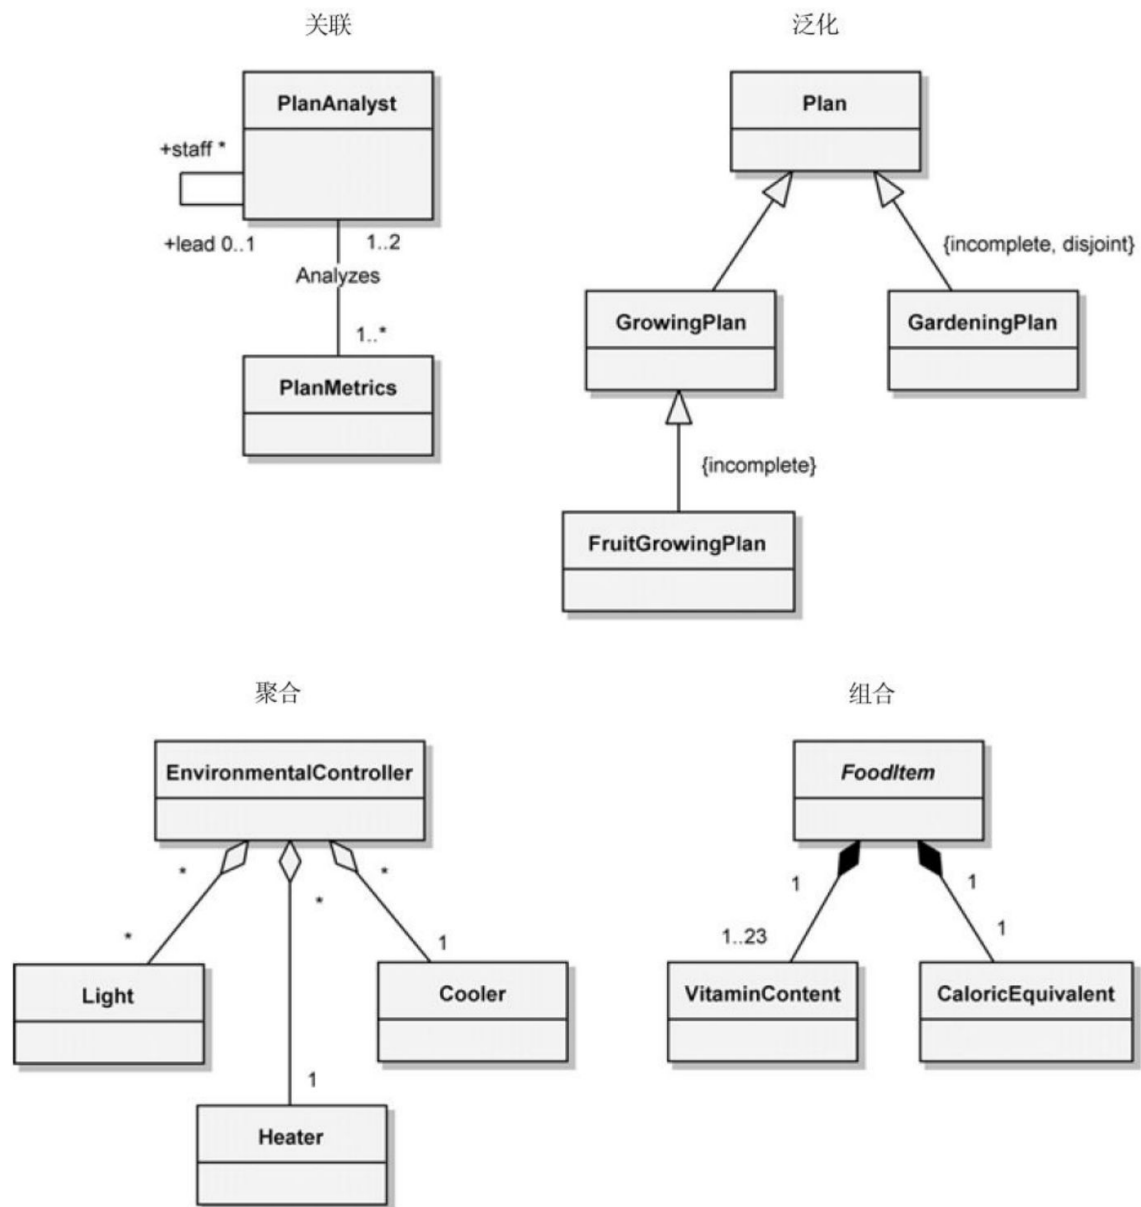 关联
PlanAnalyst
+staff *
+lead 0..1
1..2
Analyzes
1..*
PlanMetrics
泛化
Plan
{incomplete, disjoint}
GrowingPlan
GardeningPlan
{incomplete}
FruitGrowingPlan
聚合
EnvironmentalController
*
*
*
*
1
Light
Cooler
1
Heater
组合
FoodItem
1
1
1..23
1
VitaminContent
CaloricEquivalent